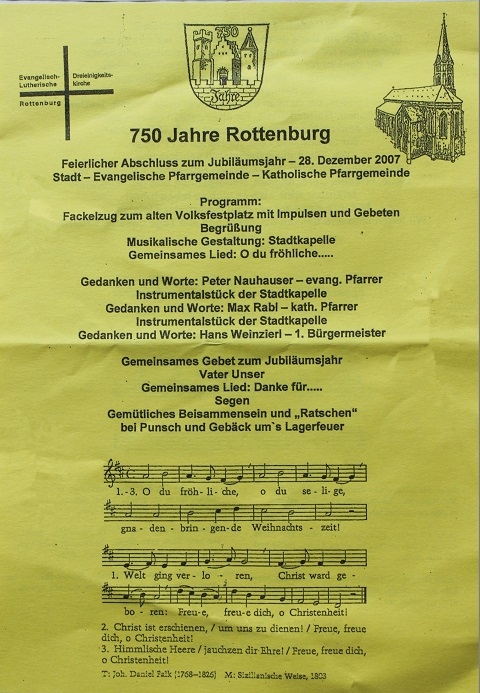 750
Jahre
Evangelisch-
Lutherische
Dreieinigkeits-
kirche
Rottenburg
750 Jahre Rottenburg
Feierlicher Abschluss zum Jubiläumsjahr – 28. Dezember 2007
Stadt – Evangelische Pfarrgemeinde – Katholische Pfarrgemeinde
Programm:
Fackelzug zum alten Volksfestplatz mit Impulsen und Gebeten
Begrüßung
Musikalische Gestaltung: Stadtkapelle
Gemeinsames Lied: O du fröhliche.....
Gedanken und Worte: Peter Nauhauser – evang. Pfarrer
Instrumentalstück der Stadtkapelle
Gedanken und Worte: Max Rabl – kath. Pfarrer
Instrumentalstück der Stadtkapelle
Gedanken und Worte: Hans Weinzierl – 1. Bürgermeister
Gemeinsames Gebet zum Jubiläumsjahr
Vater Unser
Gemeinsames Lied: Danke für.....
Segen
Gemütliches Beisammensein und „Ratschen“
bei Punsch und Gebäck um`s Lagerfeuer
1.-3. O du fröh - li - che, o du se - li - ge,
gna - den - brin - gen-de Weihnachts - zeit!
1. Welt ging ver - lo - ren, Christ ward ge -
bo - ren: Freu-e, freu-e dich, o Christenheit!
2. Christ ist erschienen, / um uns zu dienen! / Freue, freue
dich, o Christenheit!
3. Himmlische Heere / jauchzen dir Ehre! / Freue, freue dich,
o Christenheit!
T: Joh. Daniel Falk (1768–1826) M: Sizilianische Weise, 1803